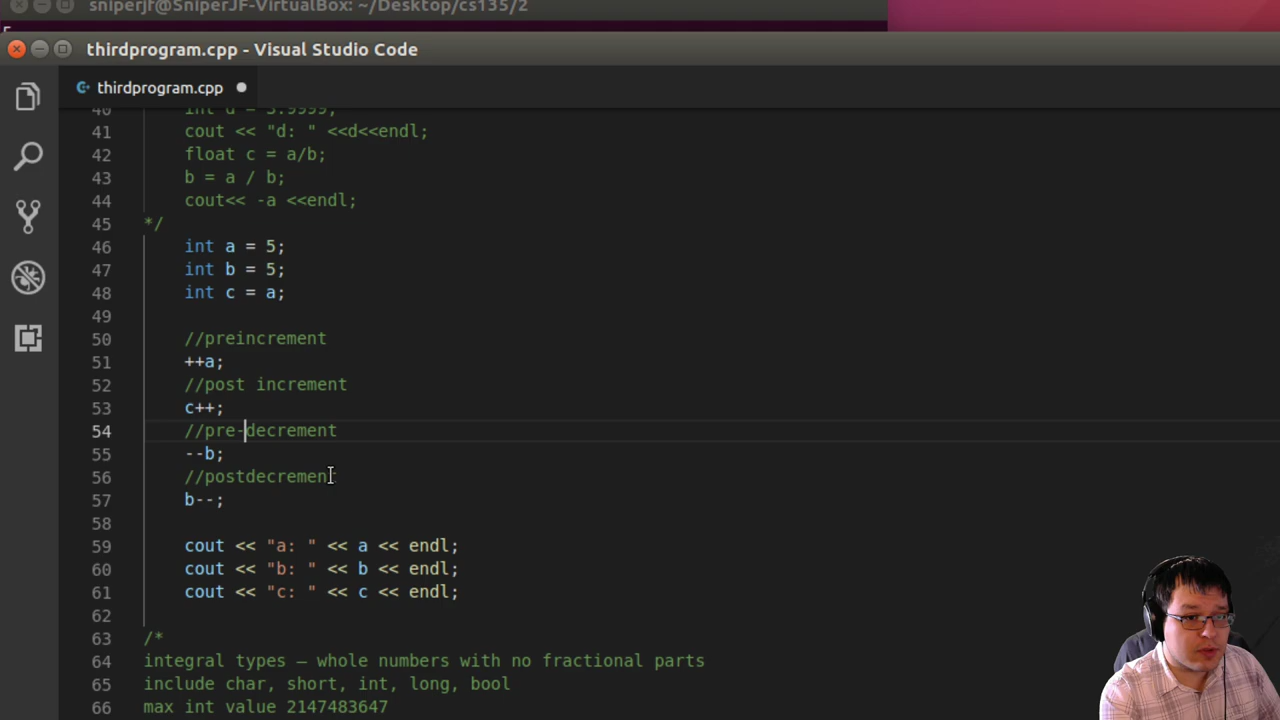 sniperjf@SniperJF-VirtualBox: ~/Desktop/cs135/2
thirdprogram.cpp - Visual Studio Code
thirdprogram.cpp
40 int d = 3.9999;
41 cout << "d: " <<d<<endl;
42 float c = a/b;
43 b = a / b;
44 cout<< -a <<endl;
45 */
46 int a = 5;
47 int b = 5;
48 int c = a;
49
50 //preincrement
51 ++a;
52 //post increment
53 c++;
54 //pre-decrement
55 --b;
56 //postdecrement
57 b--;
58
59 cout << "a: " << a << endl;
60 cout << "b: " << b << endl;
61 cout << "c: " << c << endl;
62
63 /*
64 integral types – whole numbers with no fractional parts
65 include char, short, int, long, bool
66 max int value 2147483647